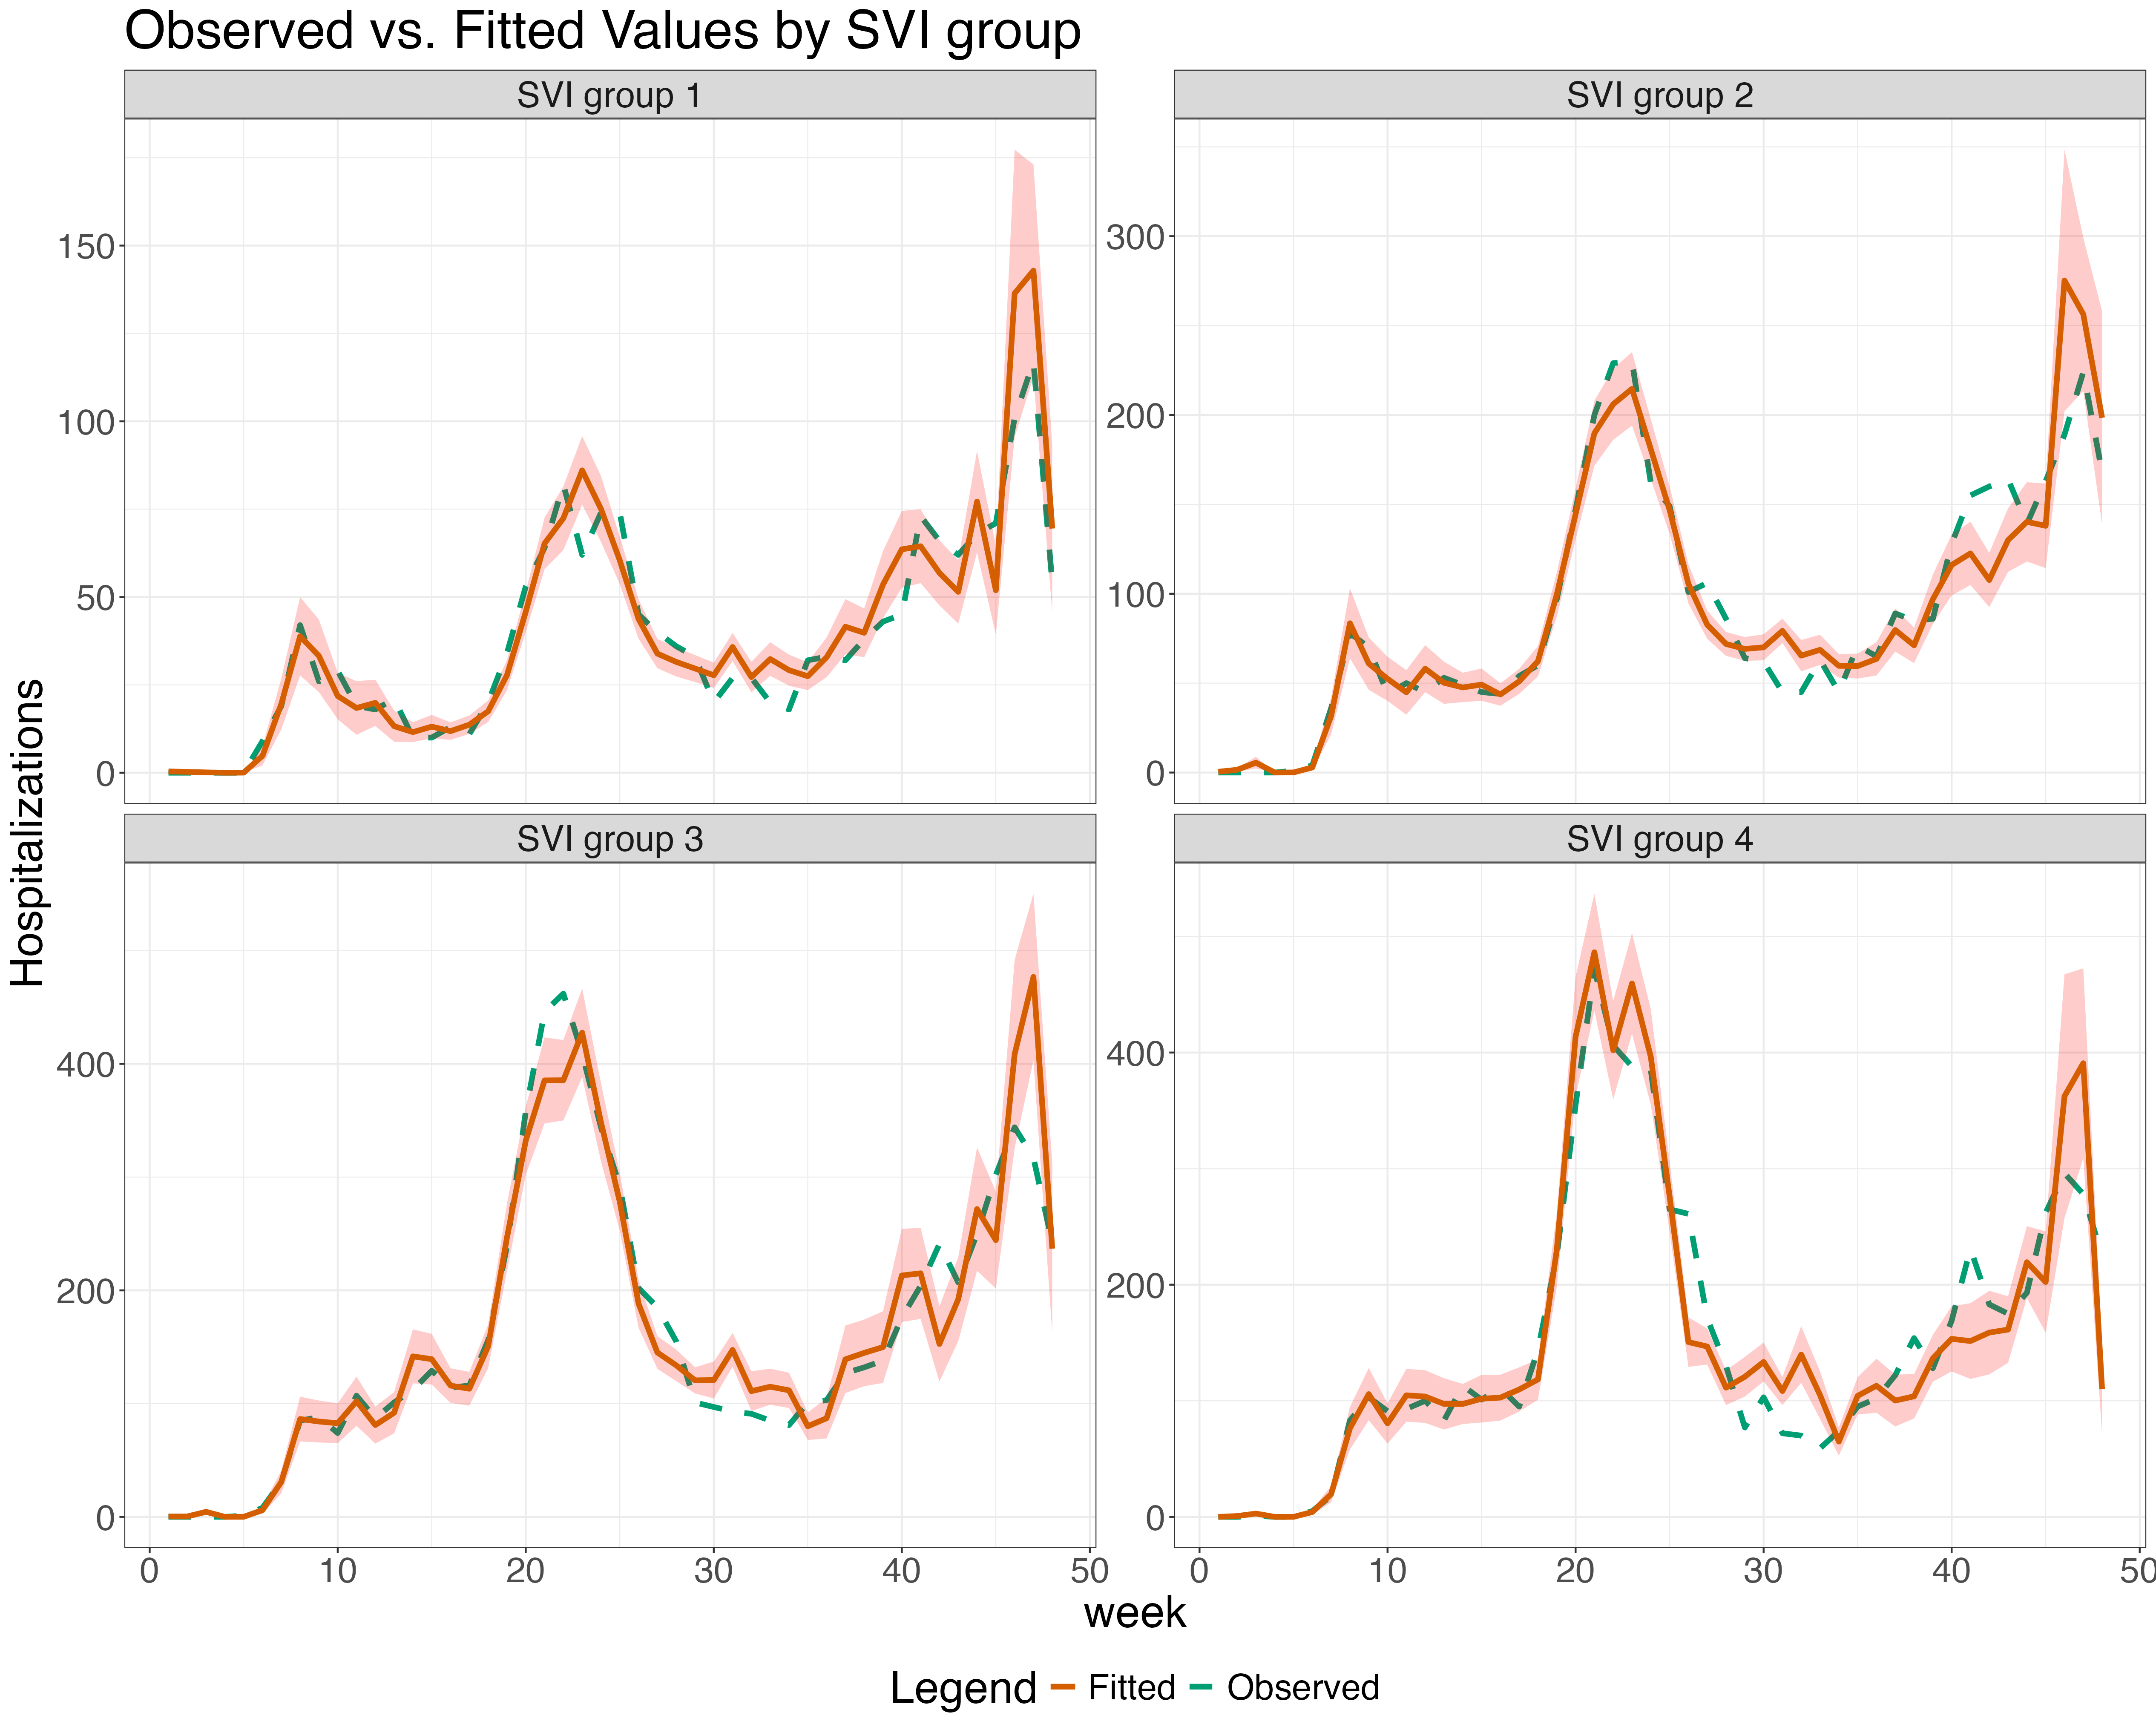 Observed vs. Fitted Values by SVI group
SVI group 1
SVI group 2
150
100
50
0
300
200
100
0
Hospitalizations
SVI group 3
SVI group 4
400
200
0
400
200
0
0 10 20 30 40 50
0 10 20 30 40 50
week
Legend Fitted Observed